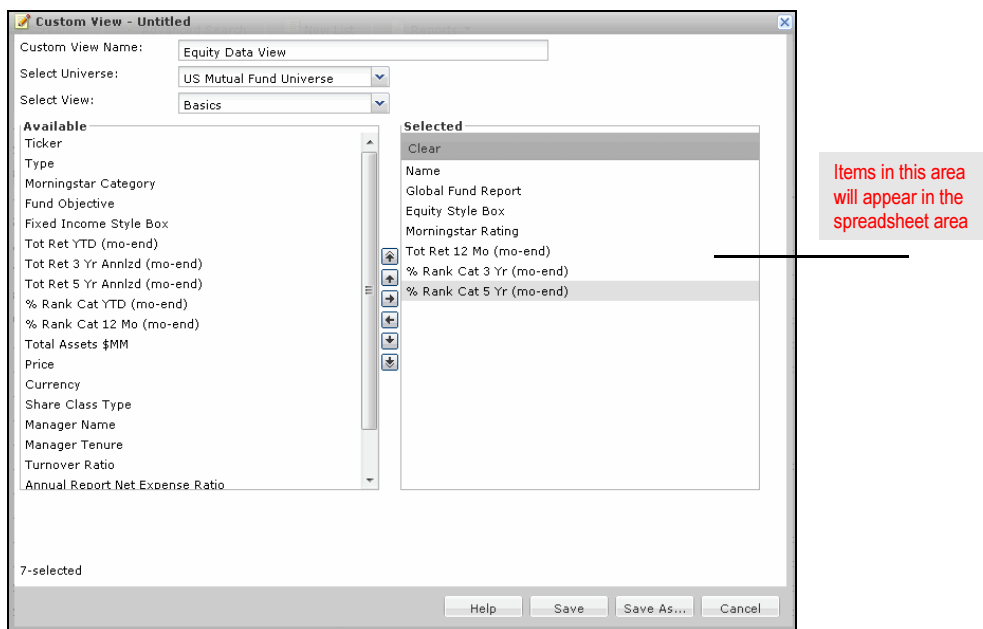 Custom View - Untitled
Custom View Name:
Equity Data View
Select Universe:
US Mutual Fund Universe
Select View:
Basics
Available
Ticker
Type
Morningstar Category
Fund Objective
Fixed Income Style Box
Tot Ret YTD (mo-end)
Tot Ret 3 Yr Annlzd (mo-end)
Tot Ret 5 Yr Annlzd (mo-end)
% Rank Cat YTD (mo-end)
% Rank Cat 12 Mo (mo-end)
Total Assets $MM
Price
Currency
Share Class Type
Manager Name
Manager Tenure
Turnover Ratio
Annual Report Net Expense Ratio
Selected
Clear
Name
Global Fund Report
Equity Style Box
Morningstar Rating
Tot Ret 12 Mo (mo-end)
% Rank Cat 3 Yr (mo-end)
% Rank Cat 5 Yr (mo-end)
Items in this area
will appear in the
spreadsheet area
7-selected
Help
Save
Save As...
Cancel